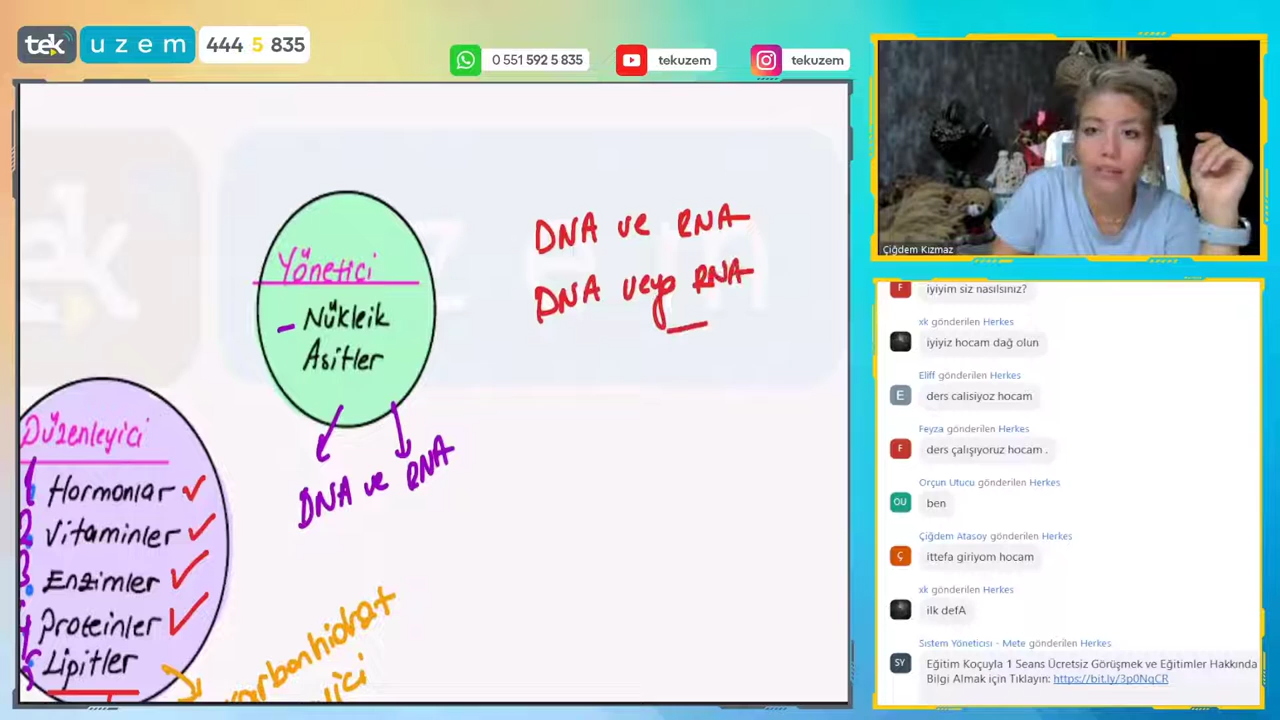 tek uzem 444 5 835
0 551 592 5 835
tekuzem
tekuzem
DNA ve RNA
DNA veya RNA
Yönetici
- Nükleik
Asitler
DNA ve RNA
Düzenleyici
1 Hormonlar ✓
2 Vitaminler ✓
3 Enzimler ✓
4 Proteinler ✓
5 Lipitler
karbonhidrat
Çiğdem Kızmaz
F iyiyim siz nasılsınız?
xk gönderilen Herkes
iyiyiz hocam dağ olun
Eliff gönderilen Herkes
E ders calisiyoz hocam
Feyza gönderilen Herkes
F ders çalışıyoruz hocam .
Orçun Utucu gönderilen Herkes
OU ben
Çiğdem Atasoy gönderilen Herkes
Ç ittefa giriyom hocam
xk gönderilen Herkes
ilk defA
Sistem Yöneticisi - Mete gönderilen Herkes
SY Eğitim Koçuyla 1 Seans Ücretsiz Görüşmek ve Eğitimler Hakkında
Bilgi Almak için Tıklayın: https://bit.ly/3p0NqCR